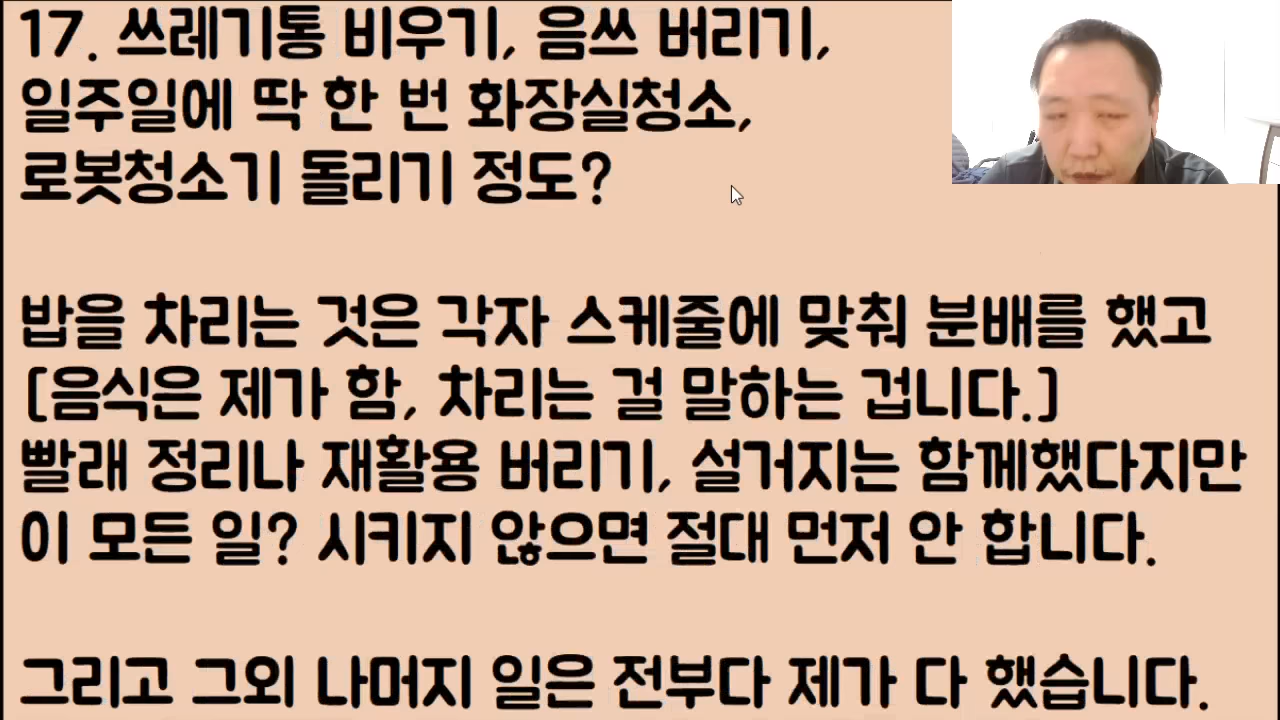 17. 쓰레기통 비우기, 음쓰 버리기,
일주일에 딱 한 번 화장실청소,
로봇청소기 돌리기 정도?
밥을 차리는 것은 각자 스케줄에 맞춰 분배를 했고
[음식은 제가 함, 차리는 걸 말하는 겁니다.]
빨래 정리나 재활용 버리기, 설거지는 함께했다지만
이 모든 일? 시키지 않으면 절대 먼저 안 합니다.
그리고 그외 나머지 일은 전부다 제가 다 했습니다.